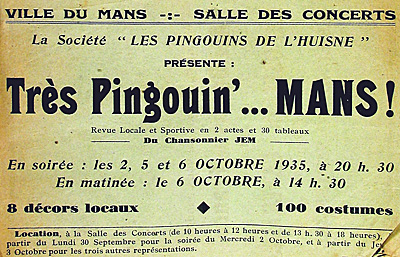 VILLE DU MANS -:- SALLE DES CONCERTS
La Société “ LES PINGOUINS DE L'HUISNE ”
PRÉSENTE :
Très Pingouin'... MANS !
Revue Locale et Sportive en 2 actes et 30 tableaux
Du Chansonnier JEM
En soirée : les 2, 5 et 6 OCTOBRE 1935, à 20 h. 30
En matinée : le 6 OCTOBRE, à 14 h. 30
8 décors locaux ◆ 100 costumes
Location, à la Salle des Concerts (de 10 heures à 12 heures et de 13 h. 30 à 18 heures),
partir du Lundi 30 Septembre pour la soirée du Mercredi 2 Octobre, et à partir du Je
3 Octobre pour les trois autres représentations.